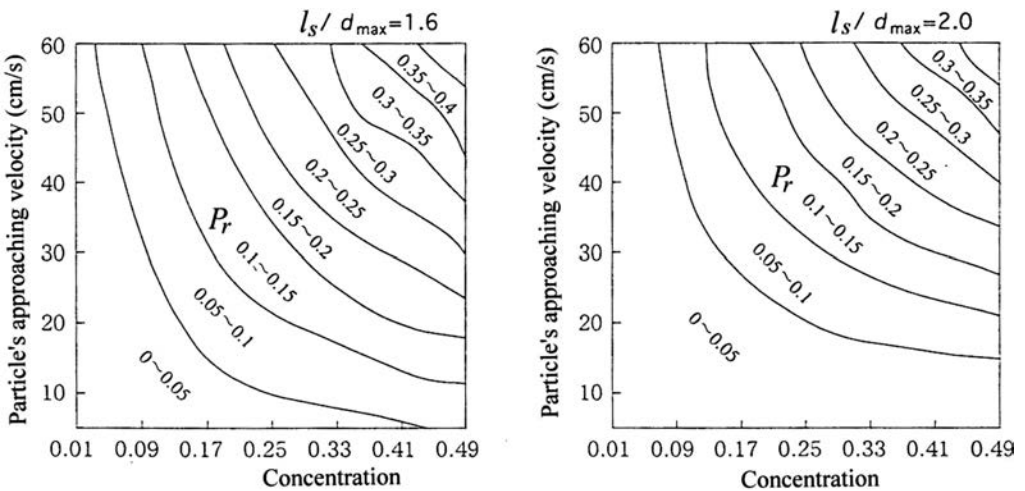 l_s / d_max=1.6
Particle's approaching velocity (cm/s)
60
50
40
30
20
10
0.35~0.4
0.3~0.35
0.25~0.3
0.2~0.25
0.15~0.2
P_r 0.1~0.15
0.05~0.1
0~0.05
0.01 0.09 0.17 0.25 0.33 0.41 0.49
Concentration
l_s / d_max=2.0
Particle's approaching velocity (cm/s)
60
50
40
30
20
10
0.3~0.35
0.25~0.3
0.2~0.25
0.15~0.2
P_r 0.1~0.15
0.05~0.1
0~0.05
0.01 0.09 0.17 0.25 0.33 0.41 0.49
Concentration